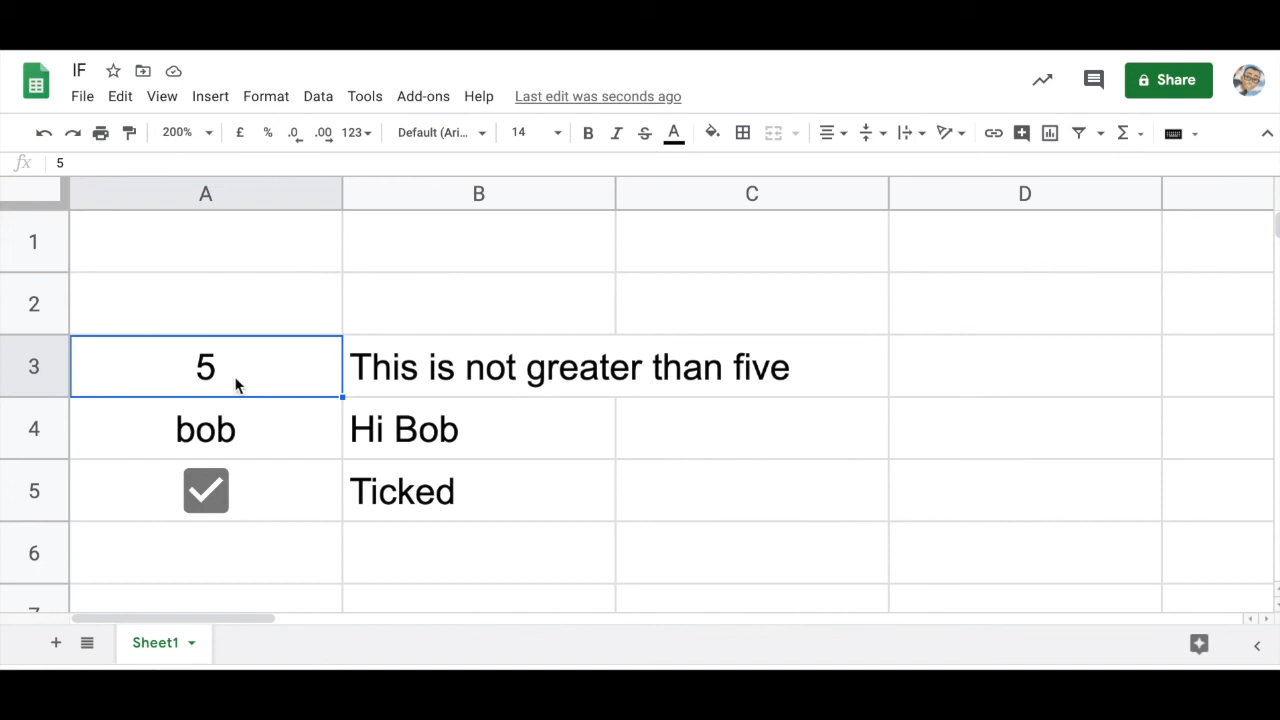 IF
Share
File Edit View Insert Format Data Tools Add-ons Help Last edit was seconds ago
200% £ % .0 .00 123 Default (Ari... 14 B I S A Σ
fx 5
A B C D
1
2
3 5 This is not greater than five
4 bob Hi Bob
5 Ticked
6
+ Sheet1